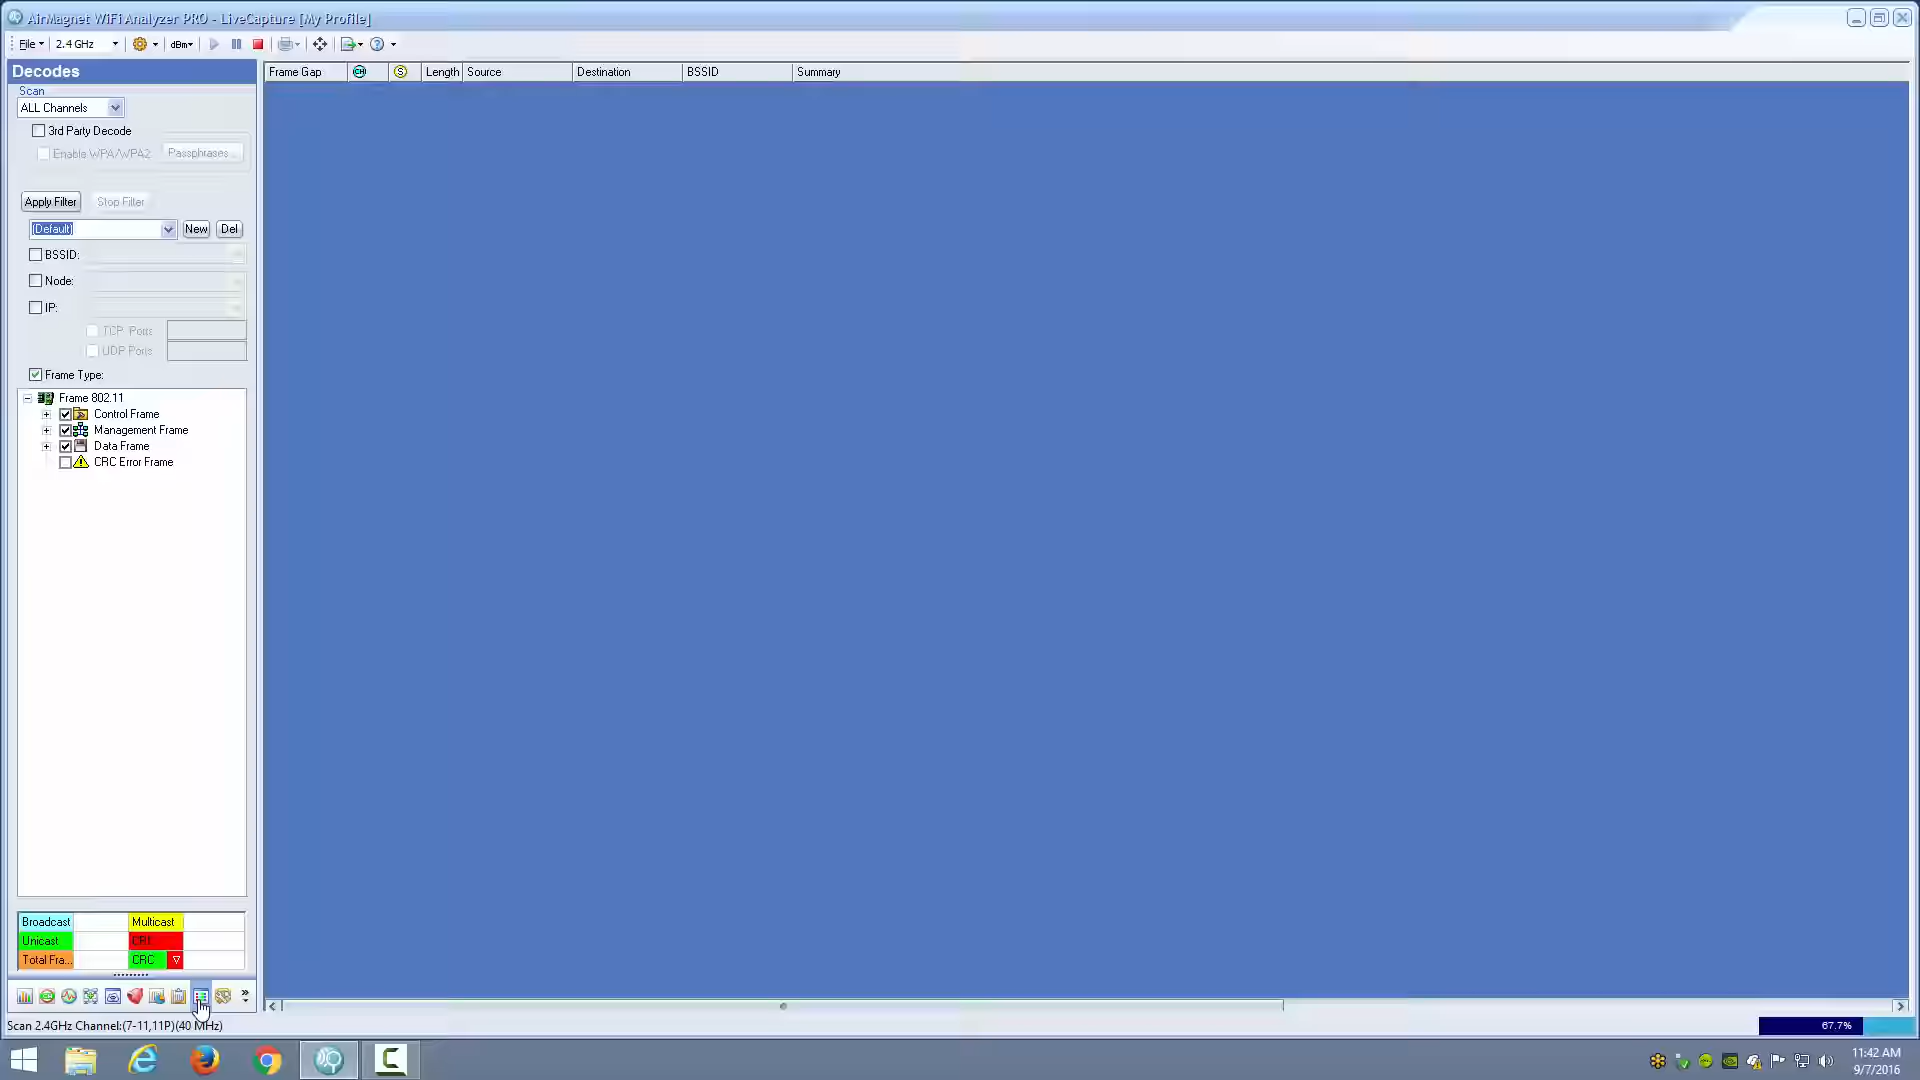 AirMagnet WiFi Analyzer PRO - LiveCapture [My Profile]
File 2.4 GHz dBm
Decodes
Frame Gap CH S Length Source Destination BSSID Summary
Scan
ALL Channels
3rd Party Decode
Enable WPA/WPA2 Passphrases...
Apply Filter Stop Filter
(Default) New Del
BSSID:
Node:
IP:
TCP Ports
UDP Ports
Frame Type:
Frame 802.11
Control Frame
Management Frame
Data Frame
CRC Error Frame
Broadcast Multicast
Unicast
Total Fra... CRC
Scan 2.4GHz Channel:(7-11,11P)(40 MHz)
67.7%
11:42 AM
9/7/2016